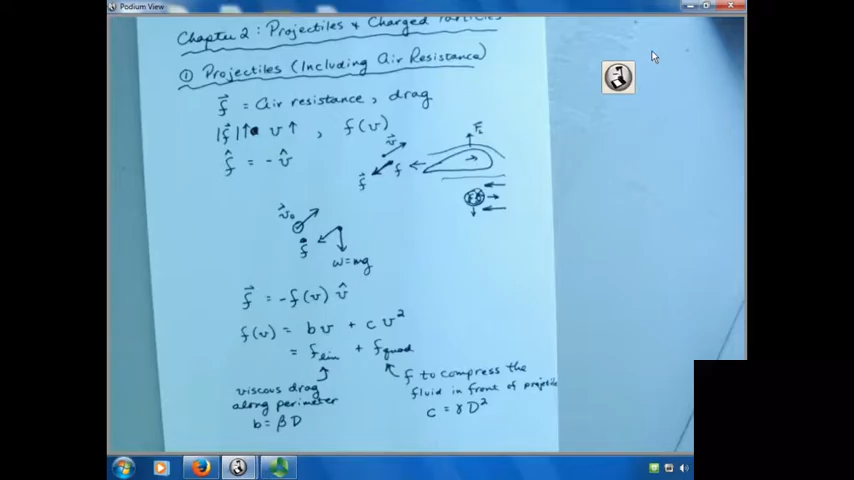 Podium View
Chapter 2 : Projectiles & Charged Particles
① Projectiles (Including Air Resistance)
f⃗ = Air resistance, drag
|f⃗|↑ v↑ , f(v)
f̂ = - v̂
v⃗
f
f⃗
v⃗₀
f⃗
w = mg
f⃗ = -f(v) v̂
f(v) = bv + cv²
= f_lin + f_quad
viscous drag
along perimeter
b = βD
f to compress the
fluid in front of projectile
c = γD²